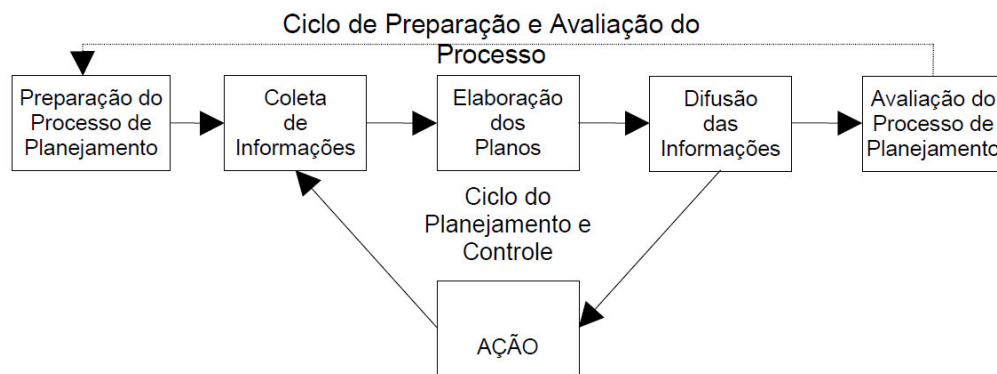 Ciclo de Preparação e Avaliação do
Processo
Preparação do
Processo de
Planejamento
Coleta
de
Informações
Elaboração
dos
Planos
Difusão
das
Informações
Avaliação do
Processo de
Planejamento
Ciclo do
Planejamento e
Controle
AÇÃO